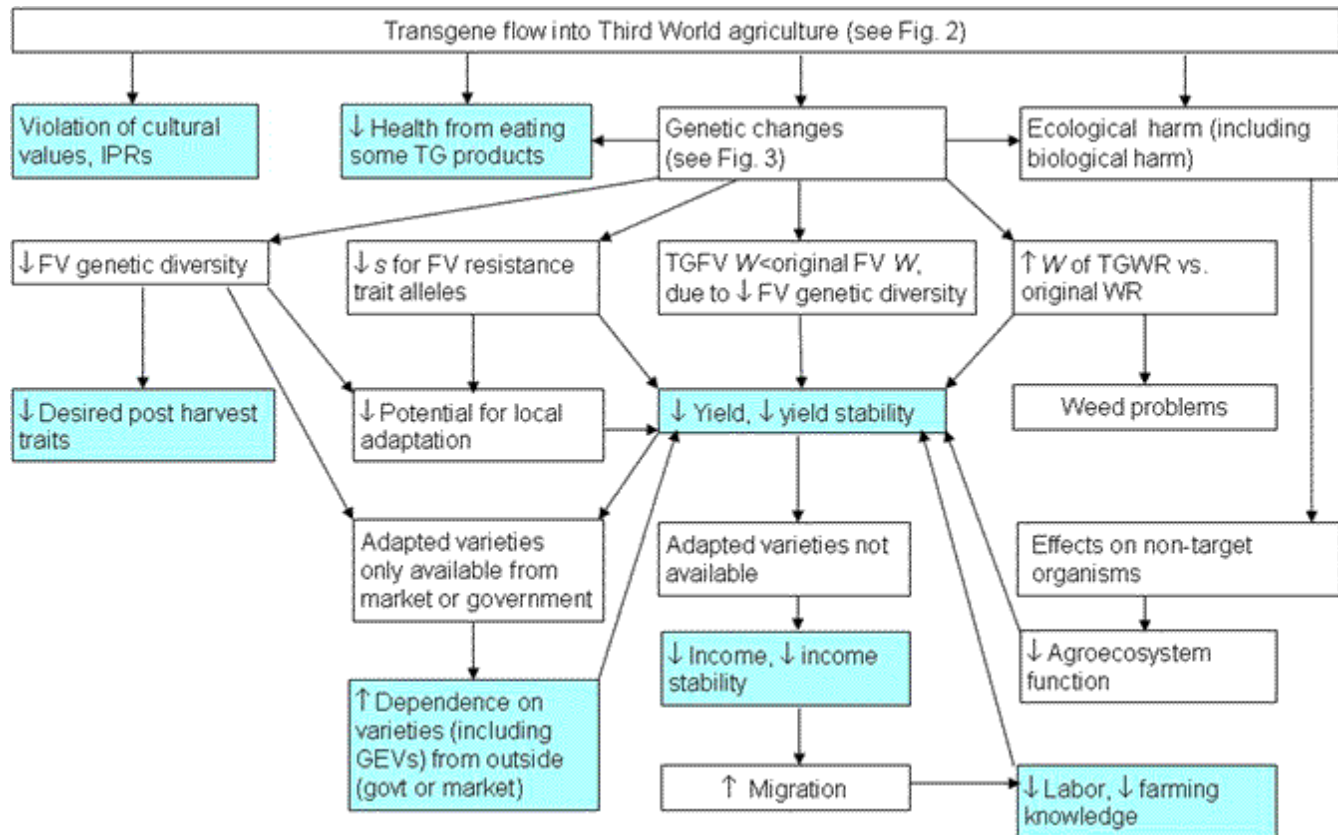 Transgene flow into Third World agriculture (see Fig. 2)
Violation of cultural
values, IPRs
↓ Health from eating
some TG products
Genetic changes
(see Fig. 3)
Ecological harm (including
biological harm)
↓ FV genetic diversity
↓ s for FV resistance
trait alleles
TGFV W<original FV W,
due to ↓ FV genetic diversity
↑ W of TGWR vs.
original WR
↓ Desired post harvest
traits
↓ Potential for local
adaptation
↓ Yield, ↓ yield stability
Weed problems
Adapted varieties
only available from
market or government
Adapted varieties not
available
Effects on non-target
organisms
↓ Income, ↓ income
stability
↓ Agroecosystem
function
↑ Dependence on
varieties (including
GEVs) from outside
(govt or market)
↑ Migration
↓ Labor, ↓ farming
knowledge